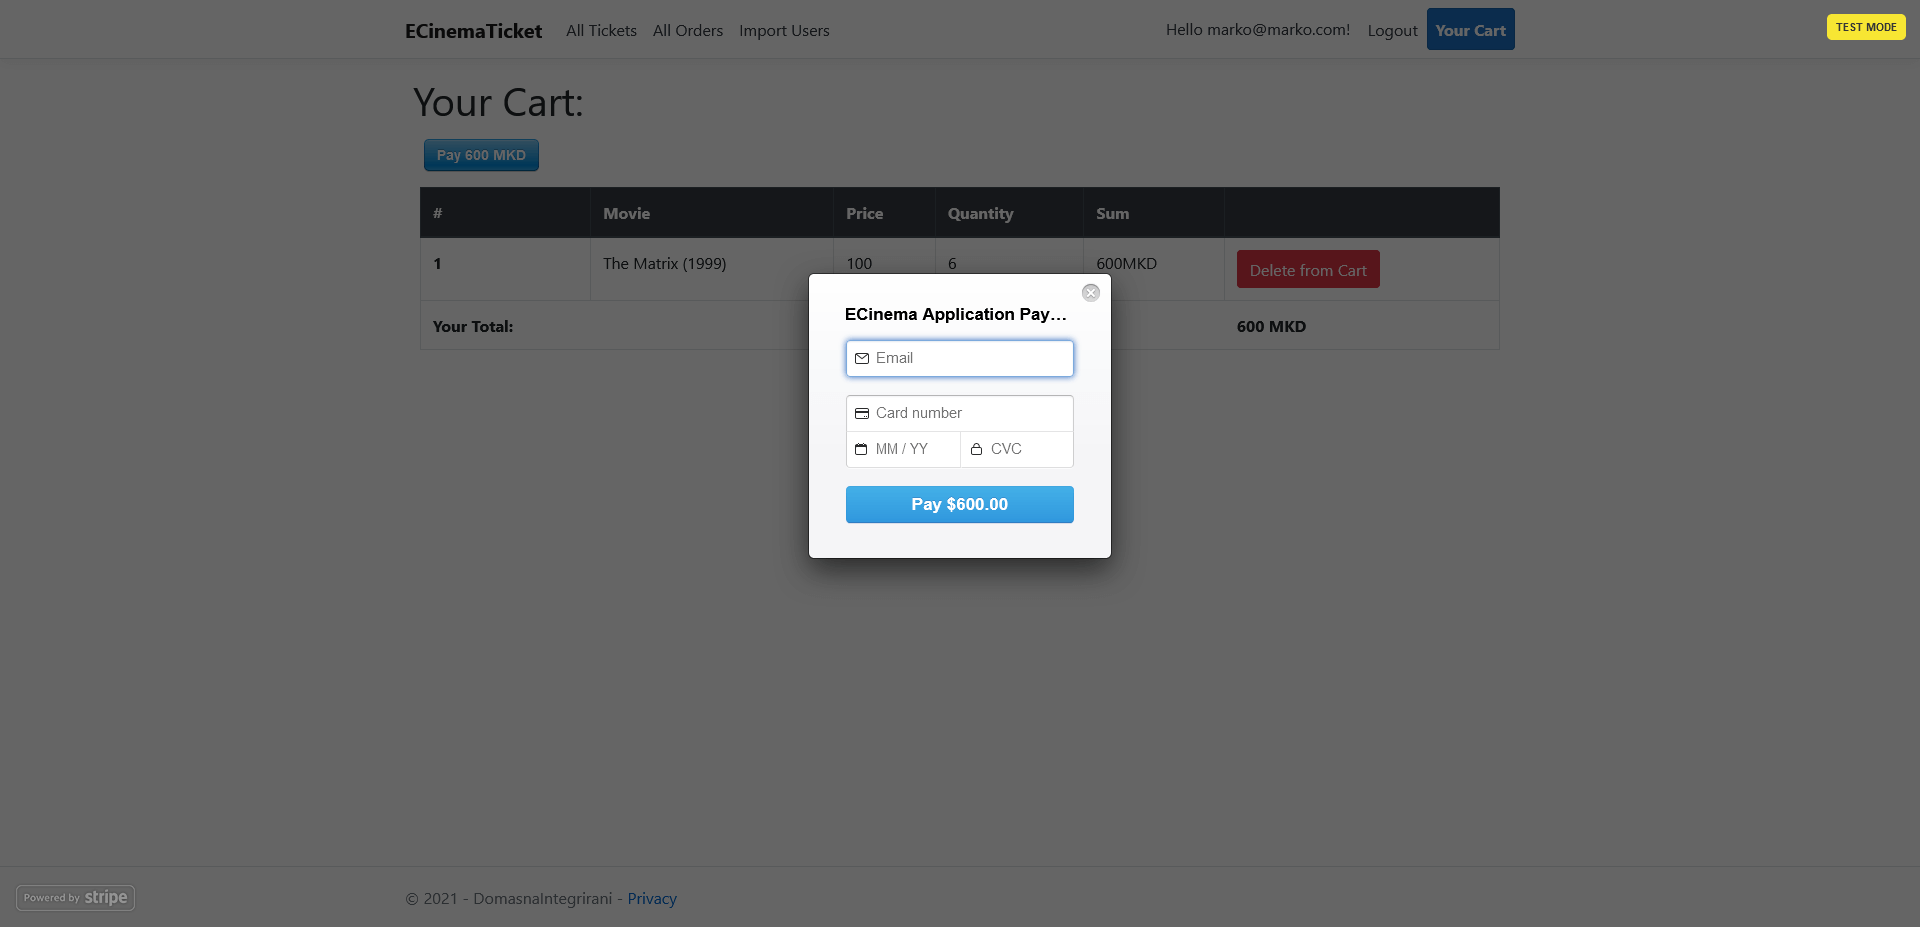 ECinemaTicket All Tickets All Orders Import Users Hello marko@marko.com! Logout Your Cart TEST MODE
Your Cart:
Pay 600 MKD
# Movie Price Quantity Sum
1 The Matrix (1999) 100 6 600MKD Delete from Cart
Your Total: 600 MKD
ECinema Application Pay...
Email
Card number
MM / YY CVC
Pay $600.00
Powered by stripe © 2021 - DomasnaIntegrirani - Privacy